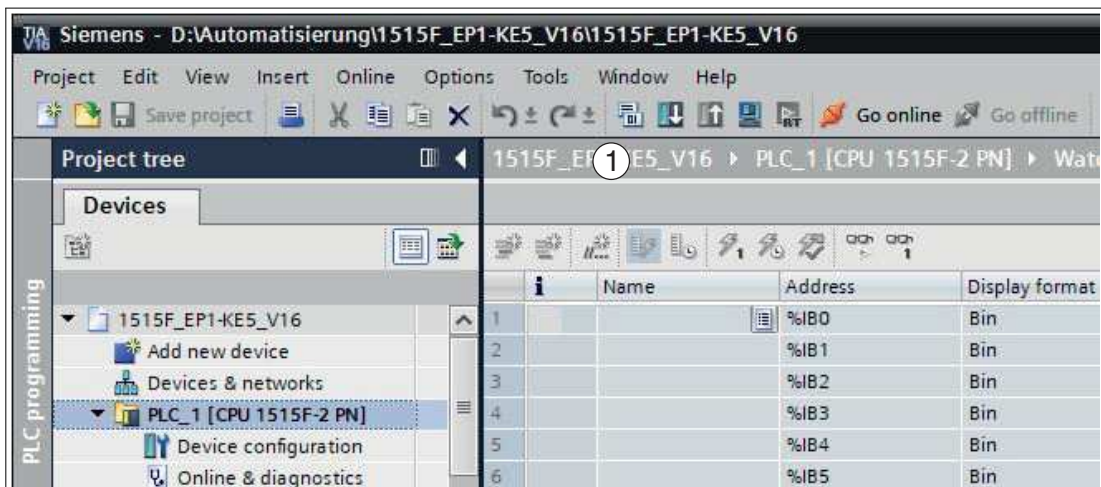 TIA V16 Siemens - D:\Automatisierung\1515F_EP1-KE5_V16\1515F_EP1-KE5_V16
Project Edit View Insert Online Options Tools Window Help
Save project RT Go online Go offline
Project tree
1515F_EP 1 E5_V16 PLC_1 [CPU 1515F-2 PN]
Devices
i Name Address Display format
PLC programming
1515F_EP1-KE5_V16
1 %IB0 Bin
Add new device
2 %IB1 Bin
Devices & networks
3 %IB2 Bin
PLC_1 [CPU 1515F-2 PN]
4 %IB3 Bin
Device configuration
5 %IB4 Bin
Online & diagnostics
6 %IB5 Bin